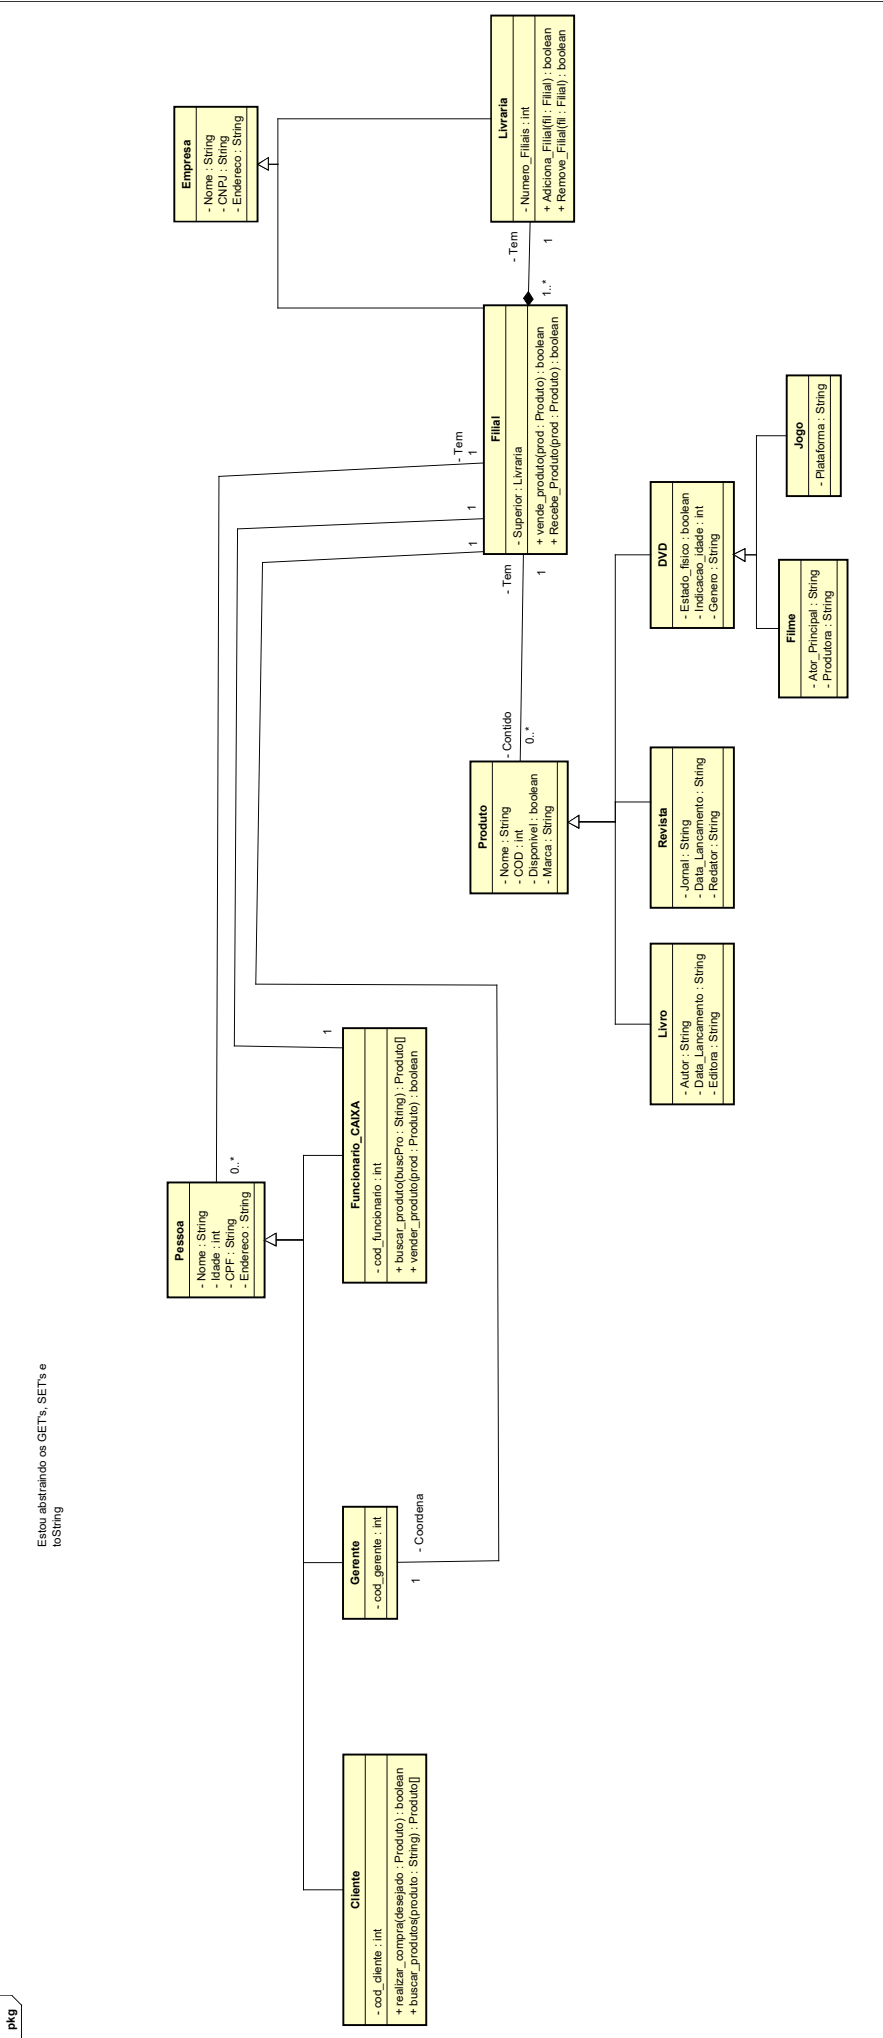 pkg
Estou abstraindo os GET's, SET's e
toString
Empresa
- Nome : String
- CNPJ : String
- Endereco : String
Livraria
- Numero_Filiais : int
+ Adiciona_Filial(fil : Filial) : boolean
+ Remove_Filial(fil : Filial) : boolean
- Tem
1
1..*
Filial
- Superior : Livraria
+ vende_produto(prod : Produto) : boolean
+ Recebe_Produto(prod : Produto) : boolean
- Tem
1
1
1
- Tem
1
- Contido
0..*
Pessoa
- Nome : String
- Idade : int
- CPF : String
- Endereco : String
0..*
Cliente
- cod_cliente : int
+ realizar_compra(desejado : Produto) : boolean
+ buscar_produtos(produto : String) : Produto[]
Gerente
- cod_gerente : int
- Coordena
1
Funcionario_CAIXA
- cod_funcionario : int
+ buscar_produto(buscPro : String) : Produto[]
+ vender_produto(prod : Produto) : boolean
1
Produto
- Nome : String
- COD : int
- Disponivel : boolean
- Marca : String
Livro
- Autor : String
- Data_Lancamento : String
- Editora : String
Revista
- Jornal : String
- Data_Lancamento : String
- Redator : String
DVD
- Estado_fisico : boolean
- Indicacao_idade : int
- Genero : String
Filme
- Ator_Principal : String
- Produtora : String
Jogo
- Plataforma : String